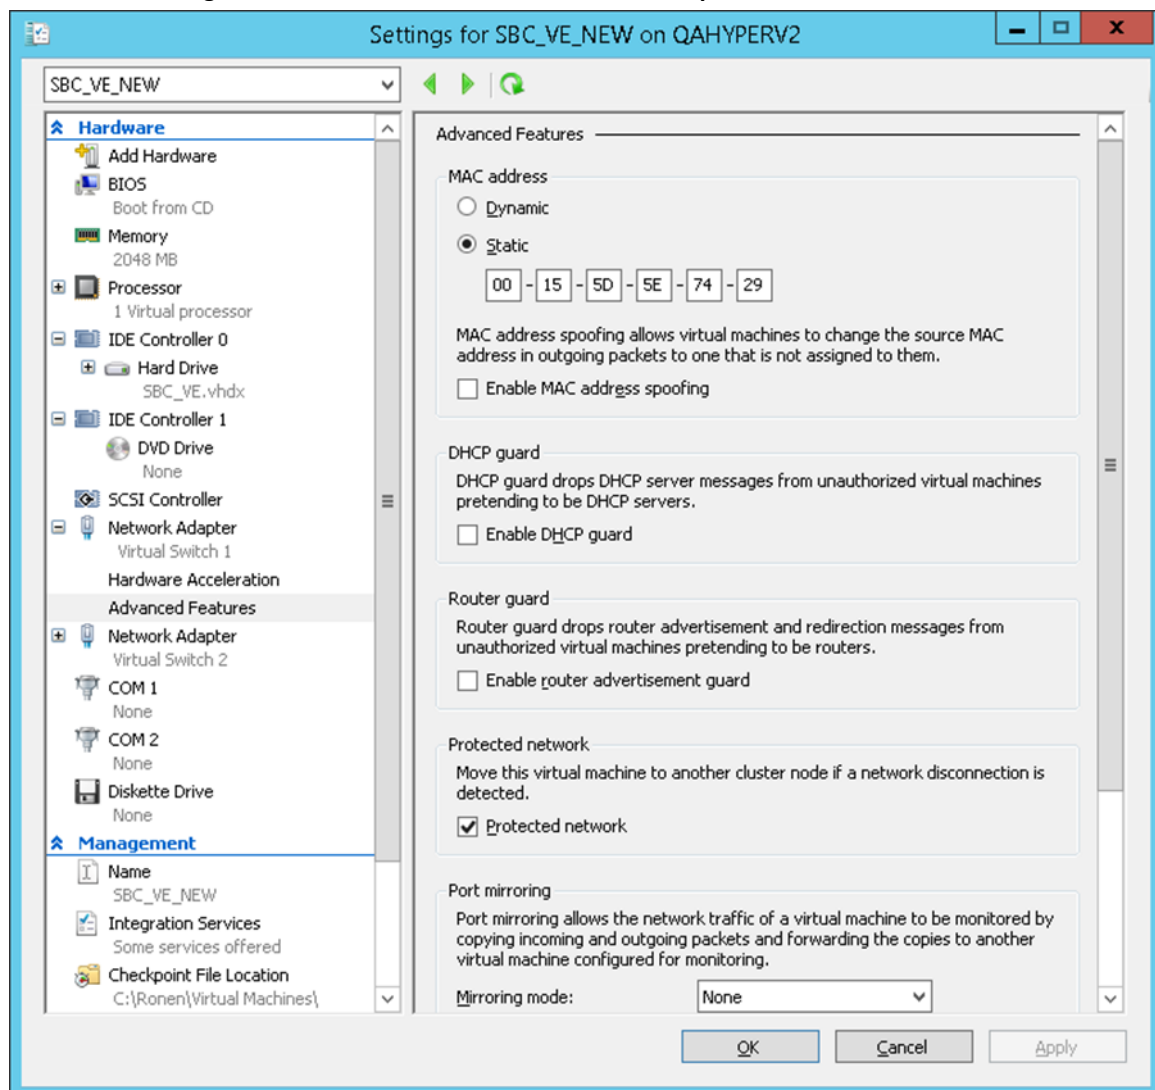 Settings for SBC_VE_NEW on QAHYPERV2
SBC_VE_NEW
Hardware
Add Hardware
BIOS
Boot from CD
Memory
2048 MB
Processor
1 Virtual processor
IDE Controller 0
Hard Drive
SBC_VE.vhdx
IDE Controller 1
DVD Drive
None
SCSI Controller
Network Adapter
Virtual Switch 1
Hardware Acceleration
Advanced Features
Network Adapter
Virtual Switch 2
COM 1
None
COM 2
None
Diskette Drive
None
Management
Name
SBC_VE_NEW
Integration Services
Some services offered
Checkpoint File Location
C:\Ronen\Virtual Machines\
Advanced Features
MAC address
Dynamic
Static
00 - 15 - 5D - 5E - 74 - 29
MAC address spoofing allows virtual machines to change the source MAC
address in outgoing packets to one that is not assigned to them.
Enable MAC address spoofing
DHCP guard
DHCP guard drops DHCP server messages from unauthorized virtual machines
pretending to be DHCP servers.
Enable DHCP guard
Router guard
Router guard drops router advertisement and redirection messages from
unauthorized virtual machines pretending to be routers.
Enable router advertisement guard
Protected network
Move this virtual machine to another cluster node if a network disconnection is
detected.
Protected network
Port mirroring
Port mirroring allows the network traffic of a virtual machine to be monitored by
copying incoming and outgoing packets and forwarding the copies to another
virtual machine configured for monitoring.
Mirroring mode: None
OK Cancel Apply